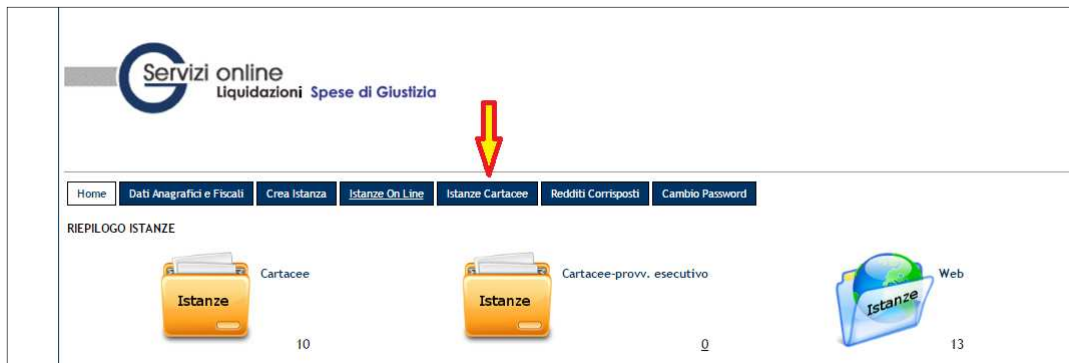 Servizi online
Liquidazioni Spese di Giustizia
Home Dati Anagrafici e Fiscali Crea Istanza Istanze On Line Istanze Cartacee Redditi Corrisposti Cambio Password
RIEPILOGO ISTANZE
Cartacee Cartacee-provv. esecutivo Web
Istanze Istanze Istanze
10 0 13